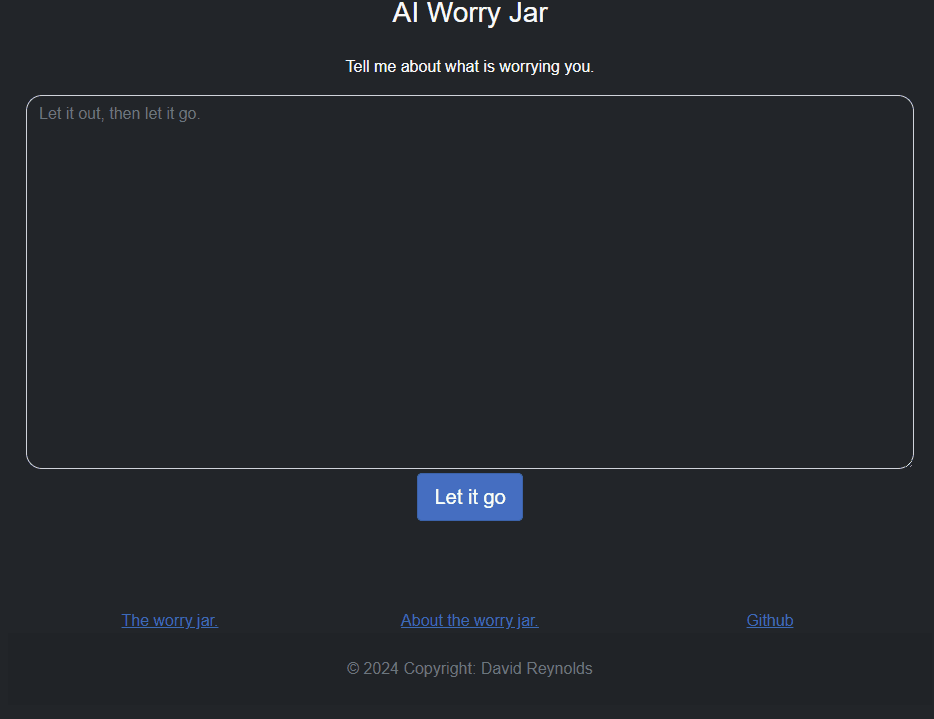 AI Worry Jar
Tell me about what is worrying you.
Let it out, then let it go.
Let it go
The worry jar. About the worry jar. Github
© 2024 Copyright: David Reynolds